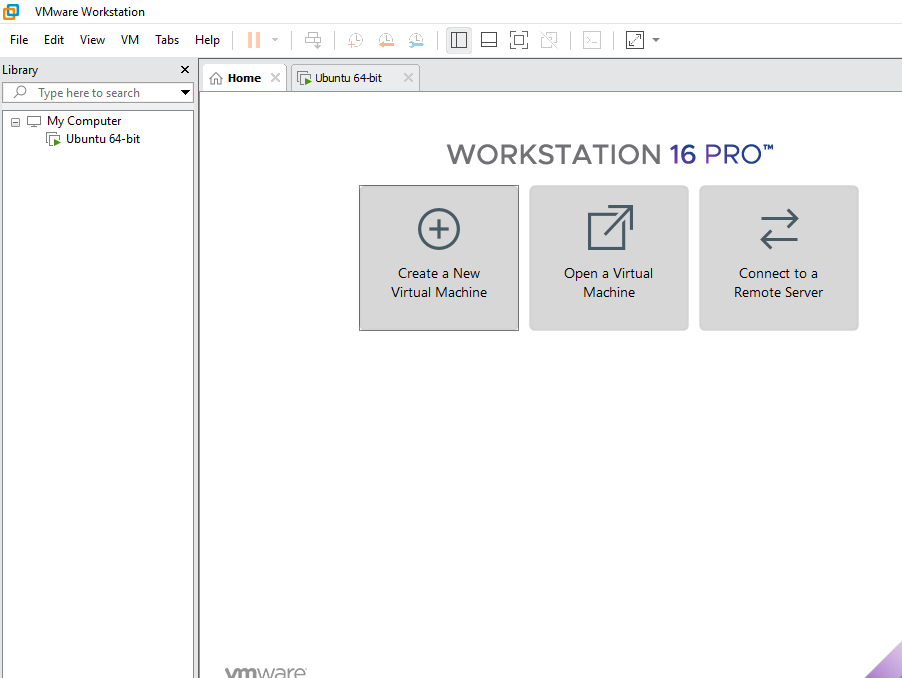 VMware Workstation
File Edit View VM Tabs Help
Library
Type here to search
My Computer
Ubuntu 64-bit
Home
Ubuntu 64-bit
WORKSTATION 16 PRO™
Create a New
Virtual Machine
Open a Virtual
Machine
Connect to a
Remote Server
vmware